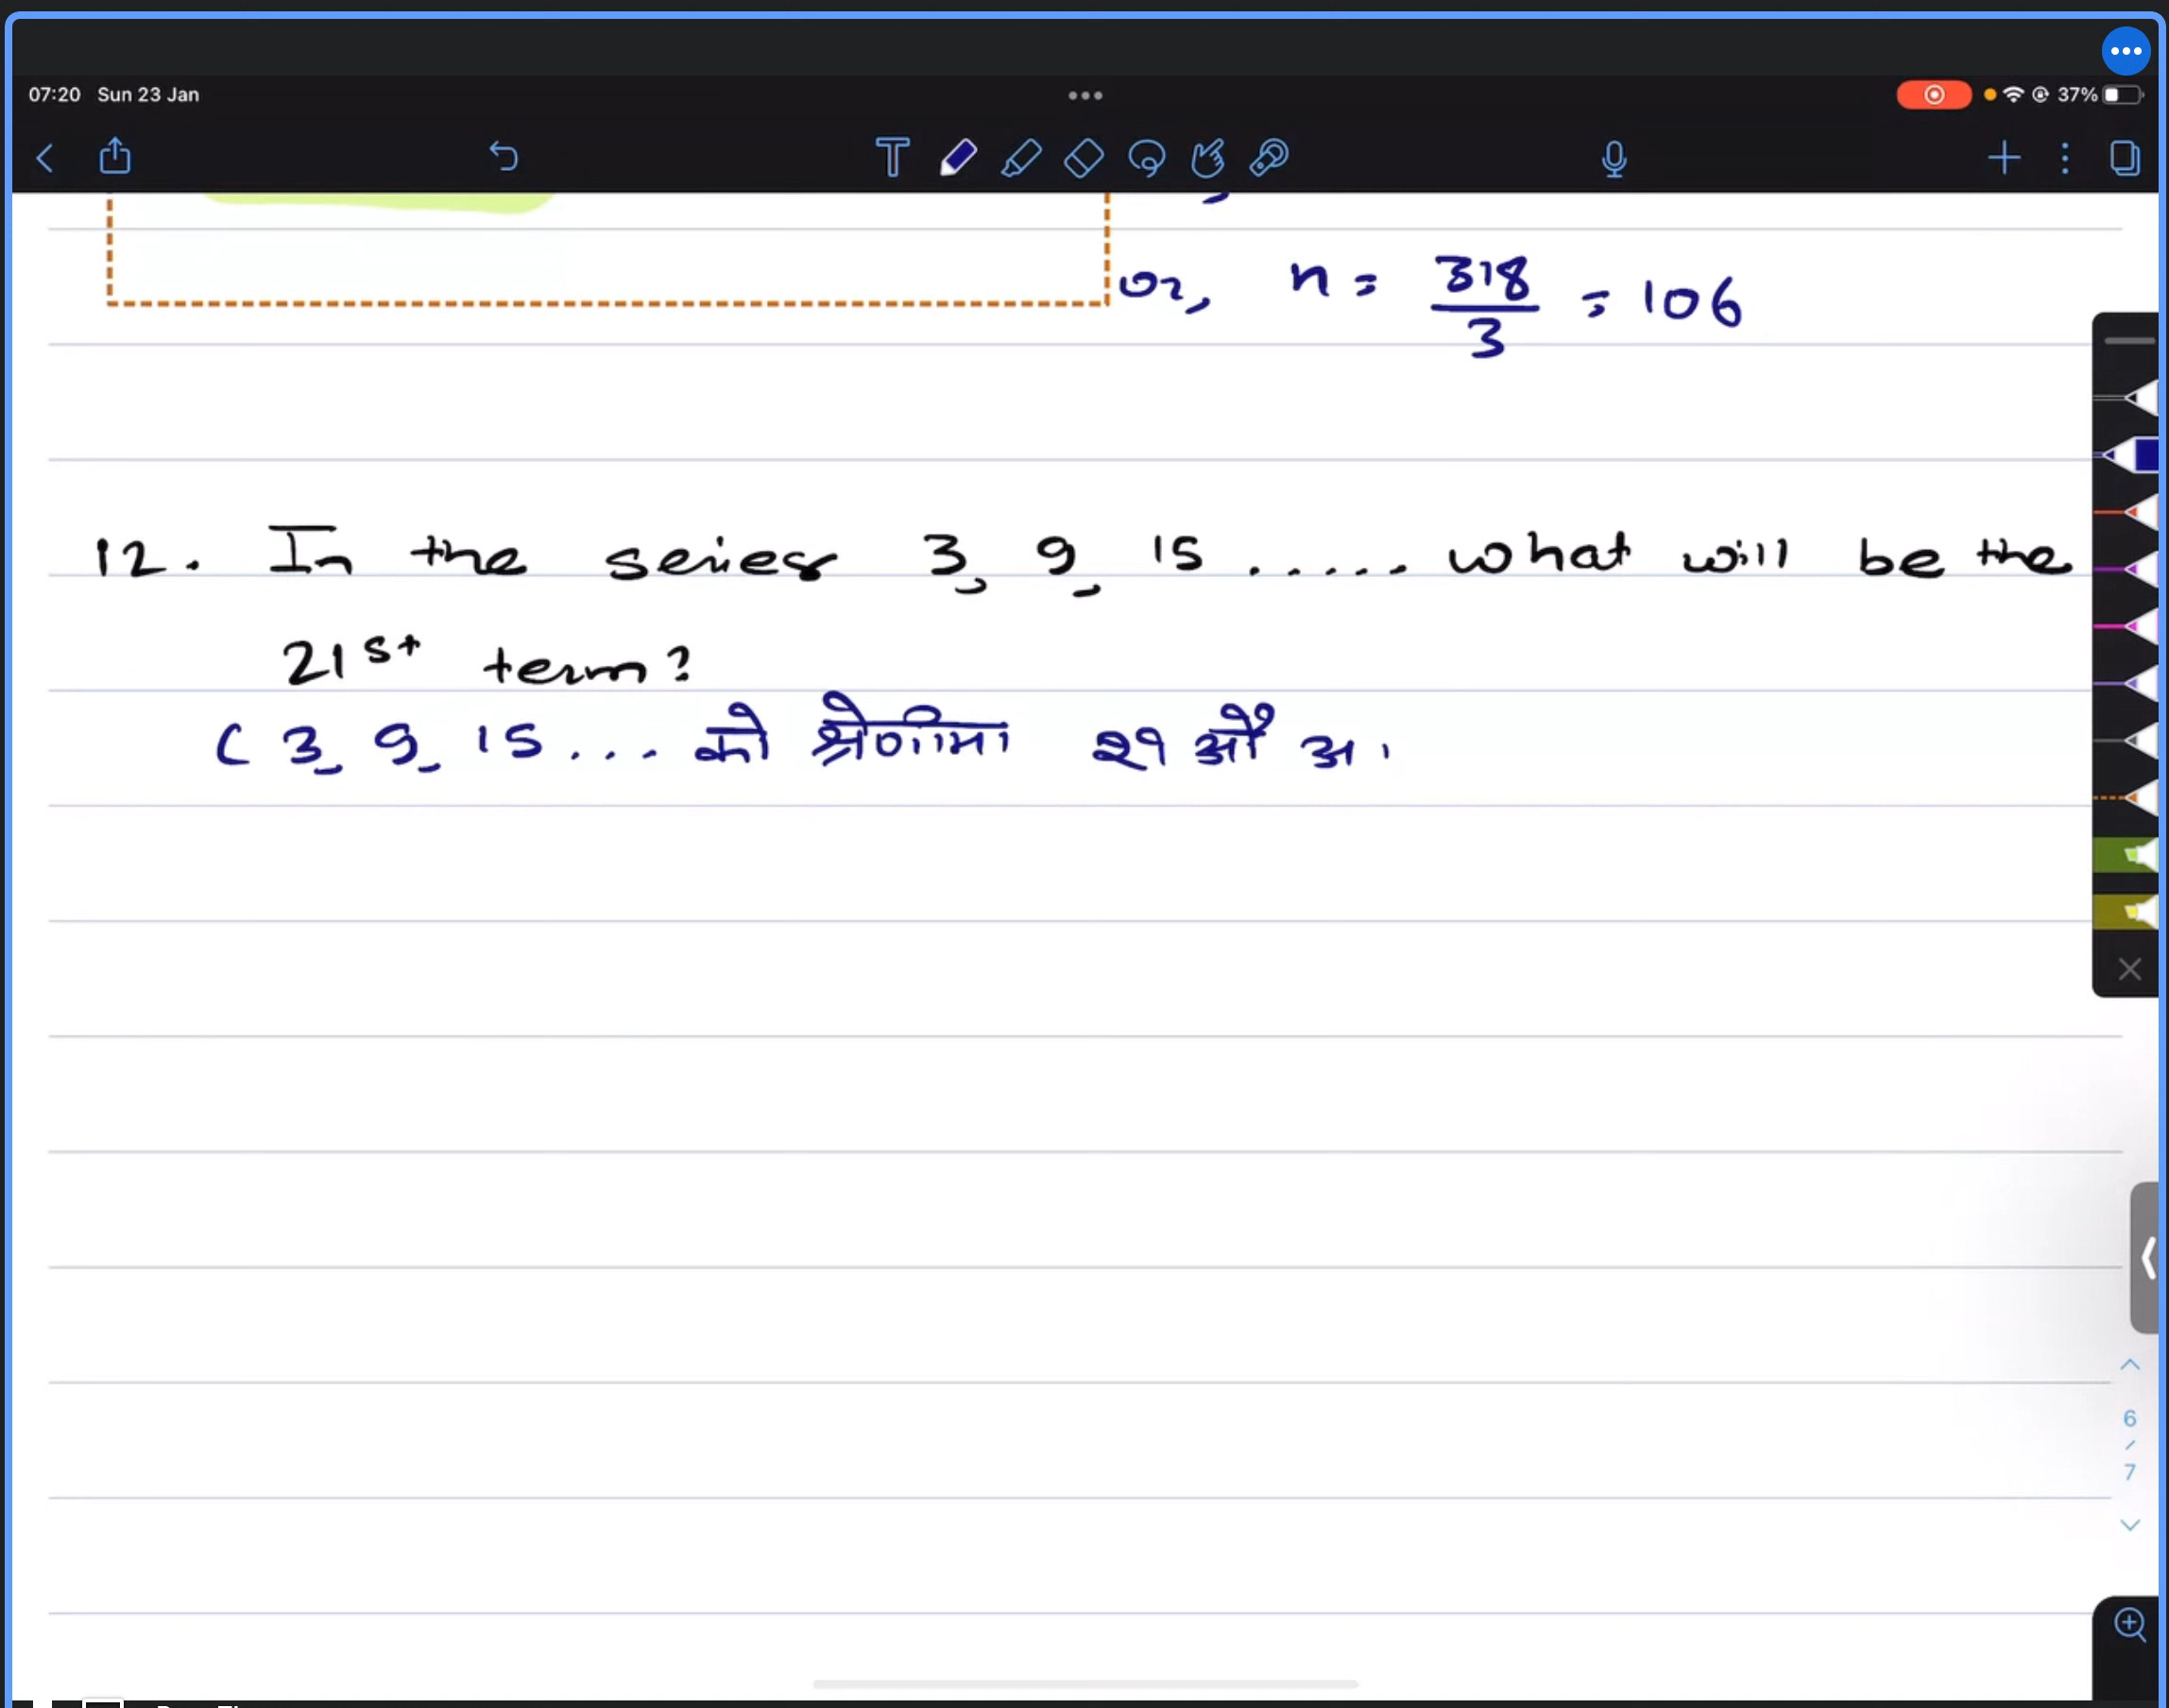 07:20 Sun 23 Jan
37%
or, n = 318/3 = 106
12. In the series 3, 9, 15 ..... what will be the
21st term?
( 3, 9, 15 ... को श्रेणीमा २१ औं अ
6
/
7